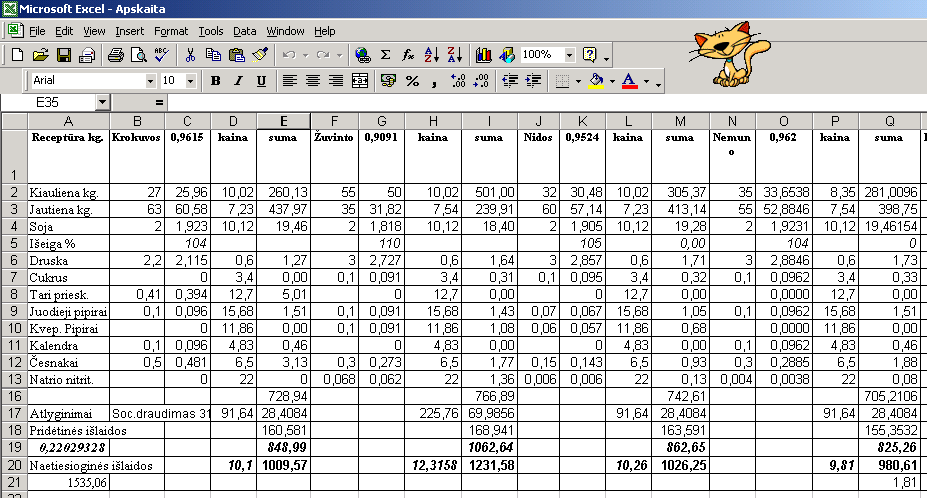 Microsoft Excel - Apskaita
File Edit View Insert Format Tools Data Window Help
100%
Arial 10 B I U
E35 =
A B C D E F G H I J K L M N O P Q
1 Receptūra kg. Krokuvos 0,9615 kaina suma Žuvinto 0,9091 kaina suma Nidos 0,9524 kaina suma Nemuno 0,962 kaina suma
2 Kiauliena kg. 27 25,96 10,02 260,13 55 50 10,02 501,00 32 30,48 10,02 305,37 35 33,6538 8,35 281,0096
3 Jautiena kg. 63 60,58 7,23 437,97 35 31,82 7,54 239,91 60 57,14 7,23 413,14 55 52,8846 7,54 398,75
4 Soja 2 1,923 10,12 19,46 2 1,818 10,12 18,40 2 1,905 10,12 19,28 2 1,9231 10,12 19,46154
5 Išeiga % 104 110 105 0,00 104 0
6 Druska 2,2 2,115 0,6 1,27 3 2,727 0,6 1,64 3 2,857 0,6 1,71 3 2,8846 0,6 1,73
7 Cukrus 0 3,4 0,00 0,1 0,091 3,4 0,31 0,1 0,095 3,4 0,32 0,1 0,0962 3,4 0,33
8 Tari priesk. 0,41 0,394 12,7 5,01 0 12,7 0,00 0 12,7 0,00 0,0000 12,7 0,00
9 Juodieji pipirai 0,1 0,096 15,68 1,51 0,1 0,091 15,68 1,43 0,07 0,067 15,68 1,05 0,1 0,0962 15,68 1,51
10 Kvep. Pipirai 0 11,86 0,00 0,1 0,091 11,86 1,08 0,06 0,057 11,86 0,68 0,0000 11,86 0,00
11 Kalendra 0,1 0,096 4,83 0,46 0 4,83 0,00 0 4,83 0,00 0,1 0,0962 4,83 0,46
12 Česnakai 0,5 0,481 6,5 3,13 0,3 0,273 6,5 1,77 0,15 0,143 6,5 0,93 0,3 0,2885 6,5 1,88
13 Natrio nitrit. 0 22 0 0,068 0,062 22 1,36 0,006 0,006 22 0,13 0,004 0,0038 22 0,08
16 728,94 766,89 742,61 705,2106
17 Atlyginimai Soc.draudimas 31 91,64 28,4084 225,76 69,9856 91,64 28,4084 91,64 28,4084
18 Pridėtinės išlaidos 160,581 168,941 163,591 155,3532
19 0,22029328 848,99 1062,64 862,65 825,26
20 Naetiesioginės išlaidos 10,1 1009,57 12,3158 1231,58 10,26 1026,25 9,81 980,61
21 1535,06 1,81